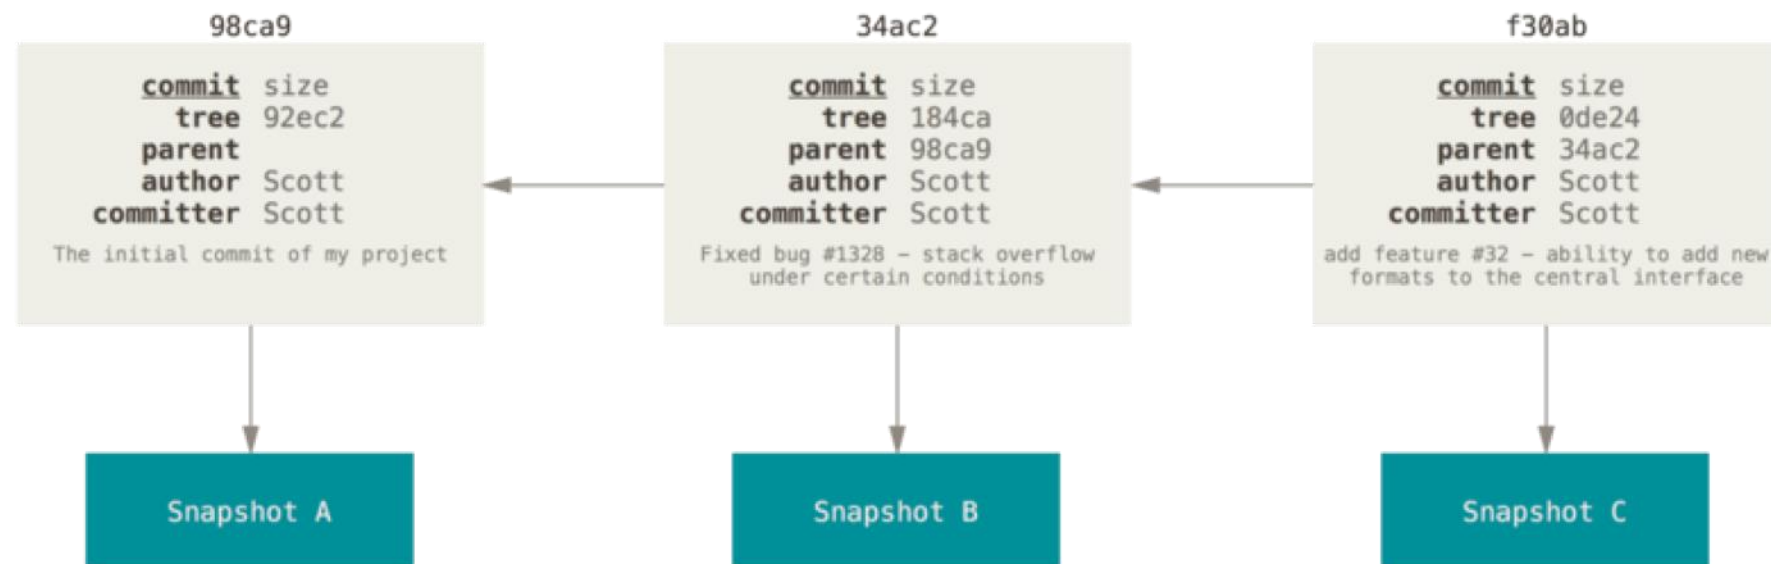 98ca9
commit size
tree 92ec2
parent
author Scott
committer Scott
The initial commit of my project
Snapshot A
34ac2
commit size
tree 184ca
parent 98ca9
author Scott
committer Scott
Fixed bug #1328 – stack overflow
under certain conditions
Snapshot B
f30ab
commit size
tree 0de24
parent 34ac2
author Scott
committer Scott
add feature #32 – ability to add new
formats to the central interface
Snapshot C